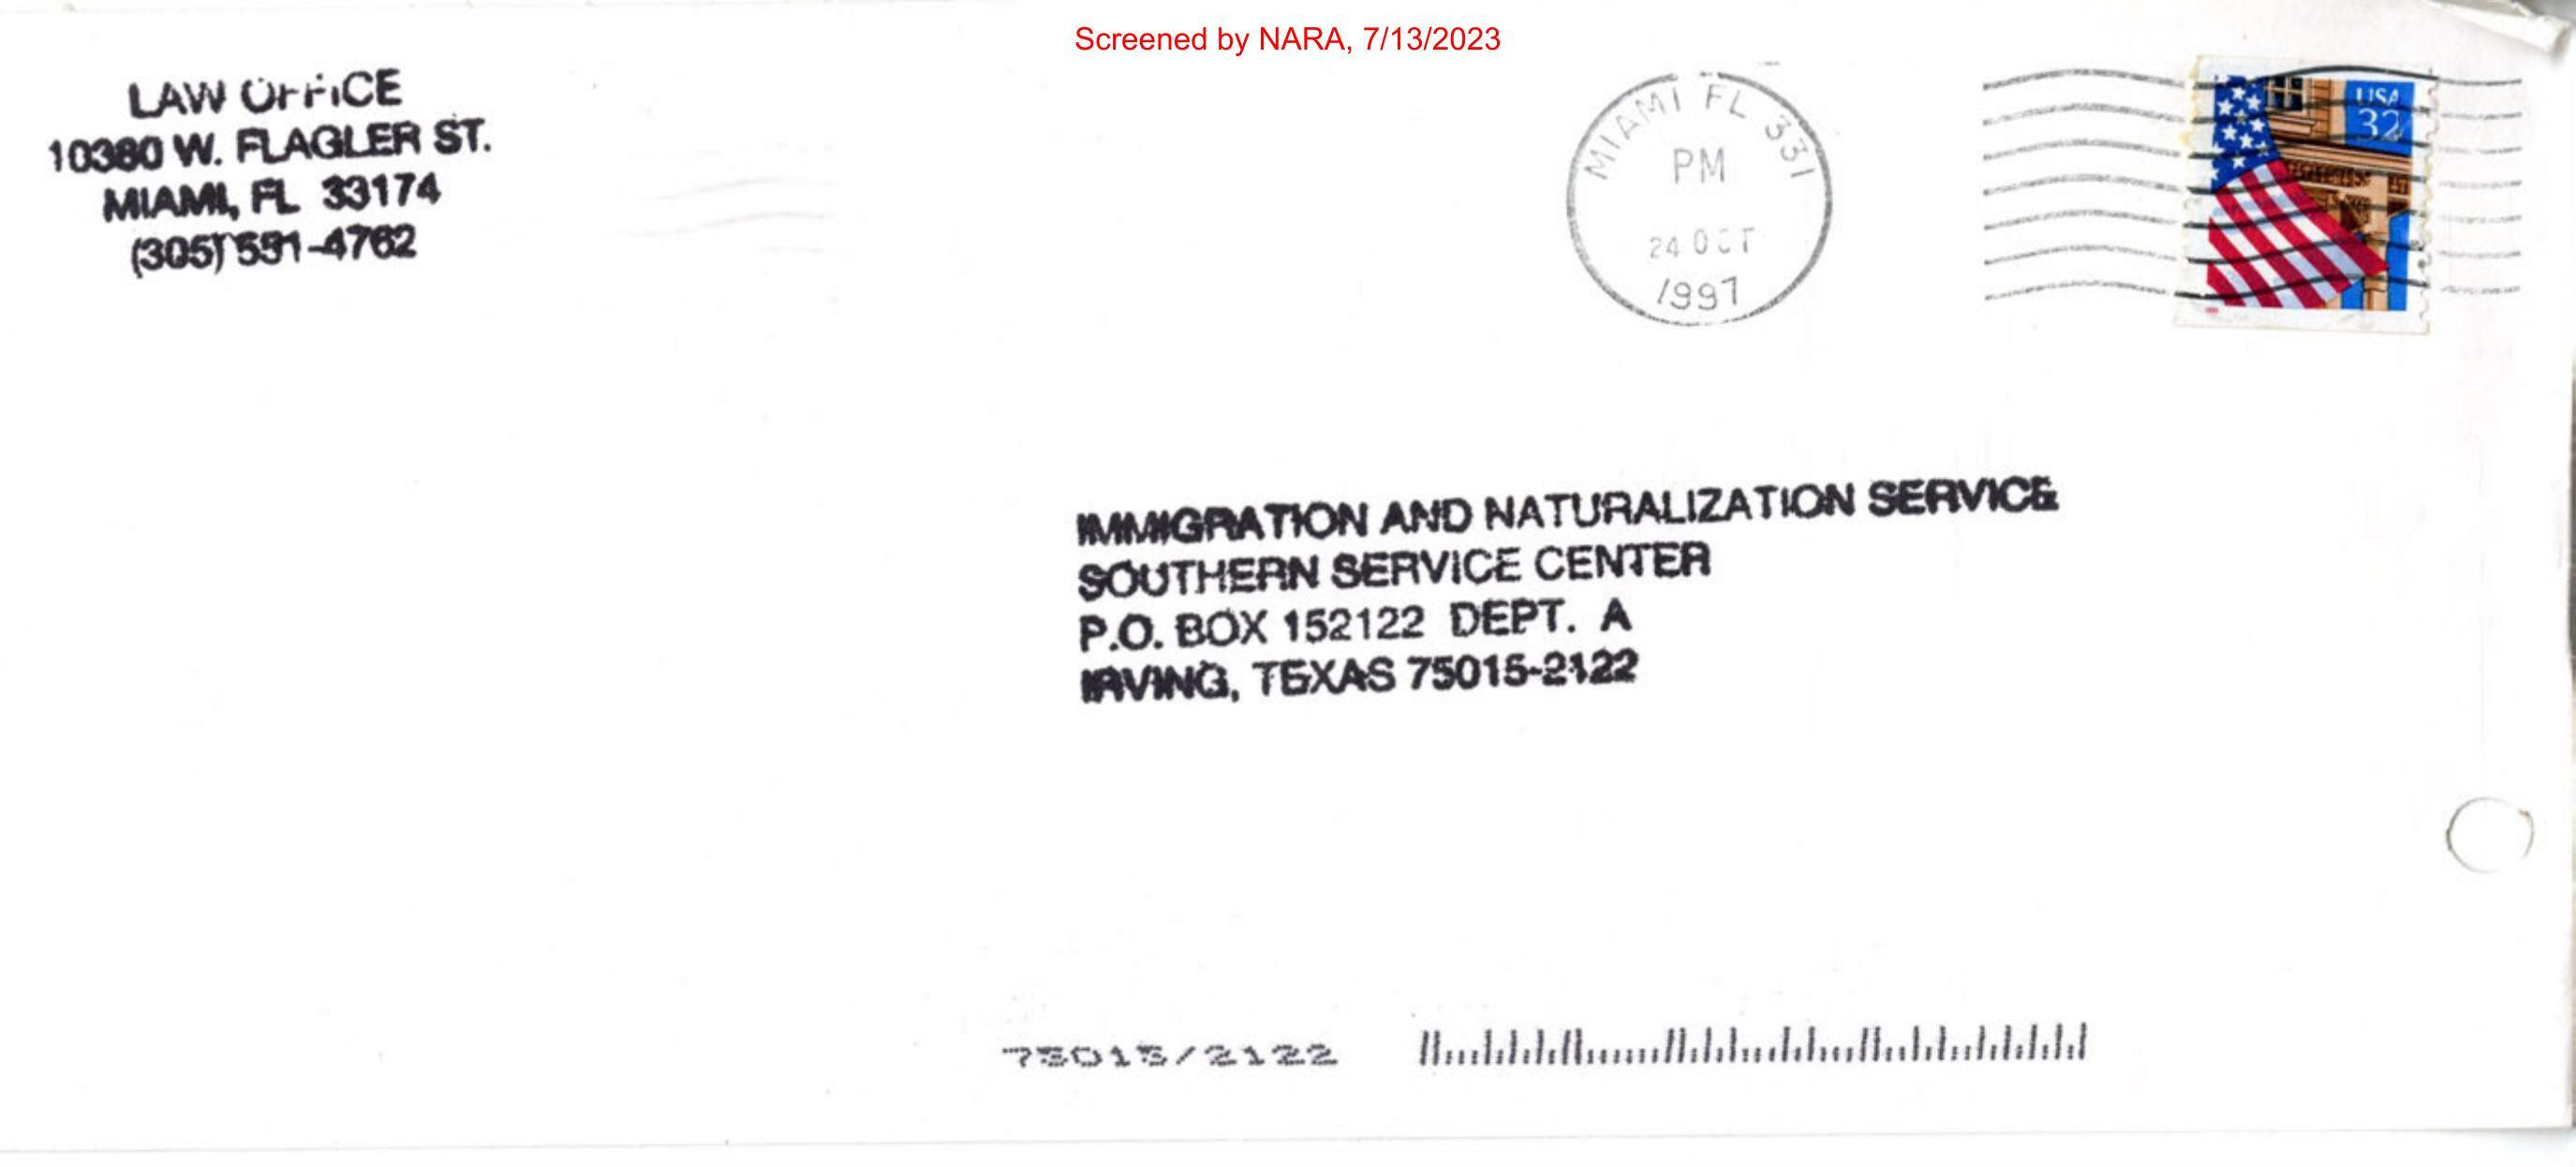 Screened by NARA, 7/13/2023
LAW OFFICE
10380 W. FLAGLER ST.
MIAMI, FL 33174
(305) 551-4762
MIAMI FL 331
PM
24 OCT
1997
USA
32
IMMIGRATION AND NATURALIZATION SERVICE
SOUTHERN SERVICE CENTER
P.O. BOX 152122 DEPT. A
IRVING, TEXAS 75015-2122
75015/2122